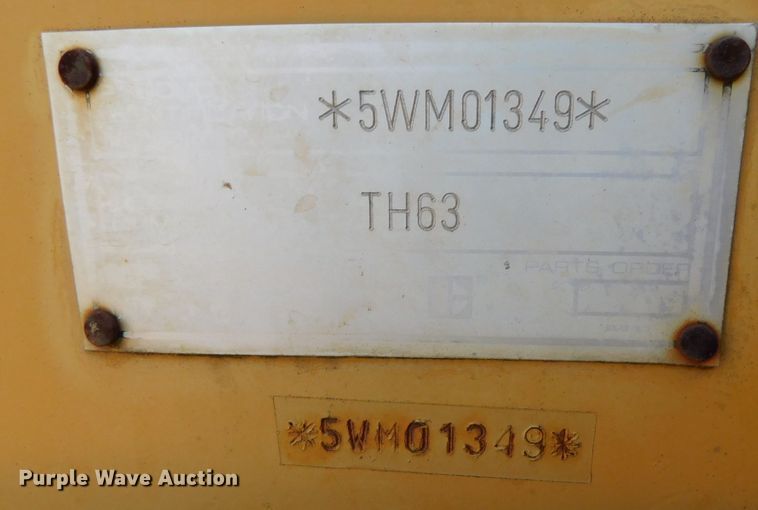 *5WM01349*
TH63
PARTS ORDER
*5WM01349*
Purple Wave Auction